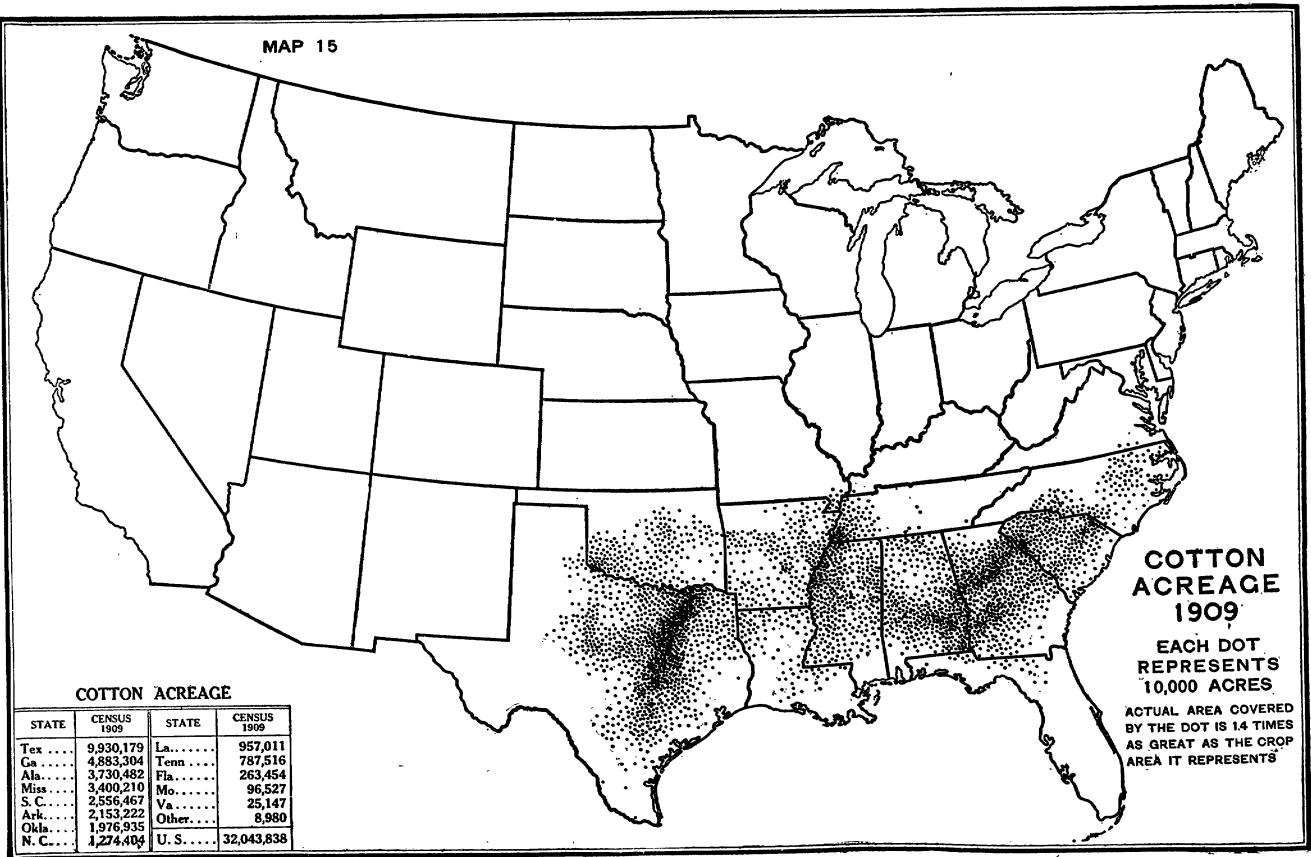 MAP 15
COTTON
ACREAGE
1909
EACH DOT
REPRESENTS
10,000 ACRES
ACTUAL AREA COVERED
BY THE DOT IS 1.4 TIMES
AS GREAT AS THE CROP
AREA IT REPRESENTS
COTTON ACREAGE
STATE CENSUS 1909 STATE CENSUS 1909
Tex .... 9,930,179 La....... 957,011
Ga .... 4,883,304 Tenn .... 787,516
Ala..... 3,730,482 Fla...... 263,454
Miss.... 3,400,210 Mo...... 96,527
S. C..... 2,556,467 Va...... 25,147
Ark..... 2,153,222 Other.... 8,980
Okla.... 1,976,935
N. C.... 1,274,404 U. S..... 32,043,838